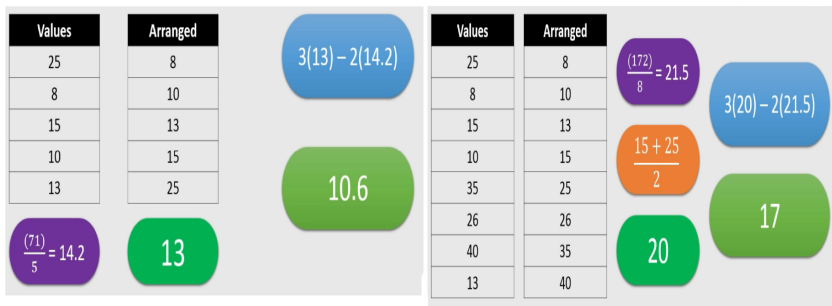 Values Arranged
25 8
8 10
15 13
10 15
13 25
(71)/5 = 14.2
13
3(13) – 2(14.2)
10.6
Values Arranged
25 8
8 10
15 13
10 15
35 25
26 26
40 35
13 40
(172)/8 = 21.5
15 + 25
2
20
3(20) – 2(21.5)
17